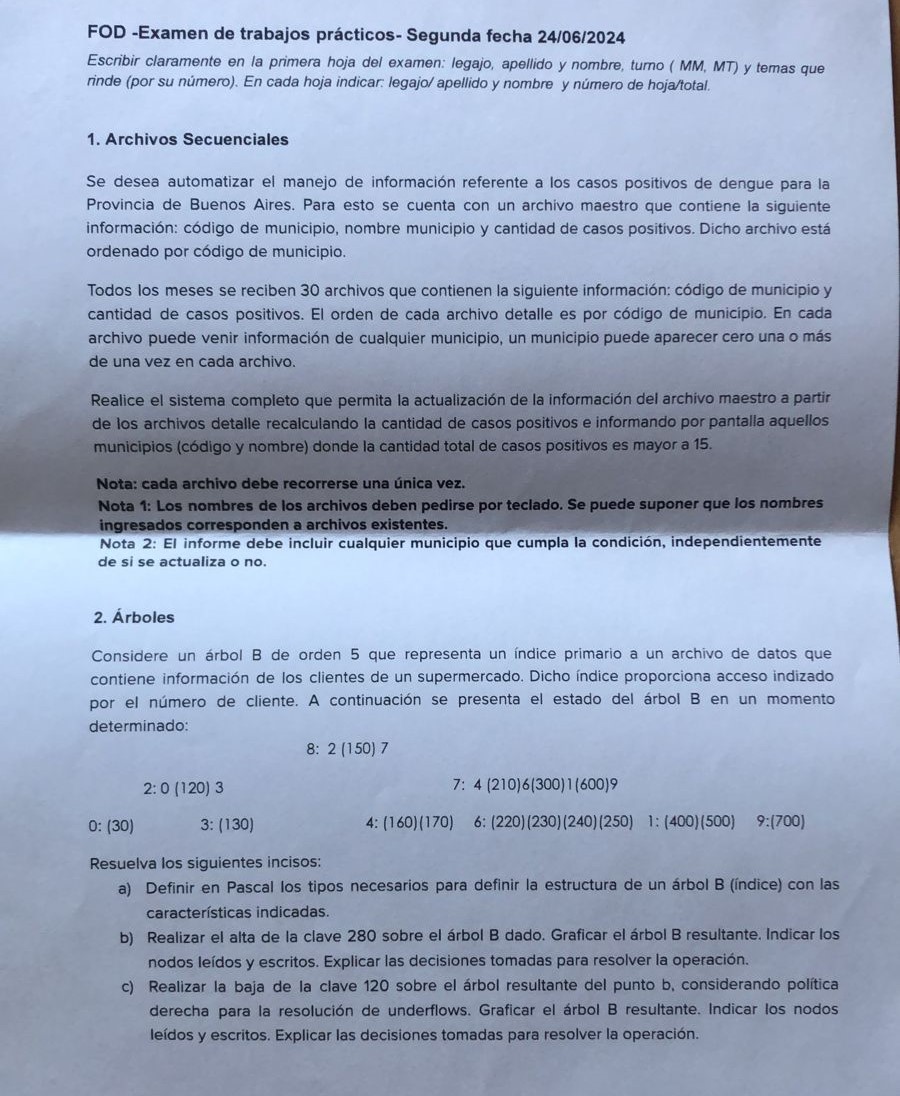 FOD -Examen de trabajos prácticos- Segunda fecha 24/06/2024
Escribir claramente en la primera hoja del examen: legajo, apellido y nombre, turno ( MM, MT) y temas que
rinde (por su número). En cada hoja indicar: legajo/ apellido y nombre y número de hoja/total.
1. Archivos Secuenciales
Se desea automatizar el manejo de información referente a los casos positivos de dengue para la
Provincia de Buenos Aires. Para esto se cuenta con un archivo maestro que contiene la siguiente
información: código de municipio, nombre municipio y cantidad de casos positivos. Dicho archivo está
ordenado por código de municipio.
Todos los meses se reciben 30 archivos que contienen la siguiente información: código de municipio y
cantidad de casos positivos. El orden de cada archivo detalle es por código de municipio. En cada
archivo puede venir información de cualquier municipio, un municipio puede aparecer cero una o más
de una vez en cada archivo.
Realice el sistema completo que permita la actualización de la información del archivo maestro a partir
de los archivos detalle recalculando la cantidad de casos positivos e informando por pantalla aquellos
municipios (código y nombre) donde la cantidad total de casos positivos es mayor a 15.
Nota: cada archivo debe recorrerse una única vez.
Nota 1: Los nombres de los archivos deben pedirse por teclado. Se puede suponer que los nombres
ingresados corresponden a archivos existentes.
Nota 2: El informe debe incluir cualquier municipio que cumpla la condición, independientemente
de si se actualiza o no.
2. Árboles
Considere un árbol B de orden 5 que representa un índice primario a un archivo de datos que
contiene información de los clientes de un supermercado. Dicho índice proporciona acceso indizado
por el número de cliente. A continuación se presenta el estado del árbol B en un momento
determinado:
8: 2 (150) 7
2: 0 (120) 3 7: 4 (210)6(300)1(600)9
0: (30) 3: (130) 4: (160)(170) 6: (220)(230)(240)(250) 1: (400)(500) 9:(700)
Resuelva los siguientes incisos:
a) Definir en Pascal los tipos necesarios para definir la estructura de un árbol B (índice) con las
características indicadas.
b) Realizar el alta de la clave 280 sobre el árbol B dado. Graficar el árbol B resultante. Indicar los
nodos leídos y escritos. Explicar las decisiones tomadas para resolver la operación.
c) Realizar la baja de la clave 120 sobre el árbol resultante del punto b, considerando política
derecha para la resolución de underflows. Graficar el árbol B resultante. Indicar los nodos
leídos y escritos. Explicar las decisiones tomadas para resolver la operación.